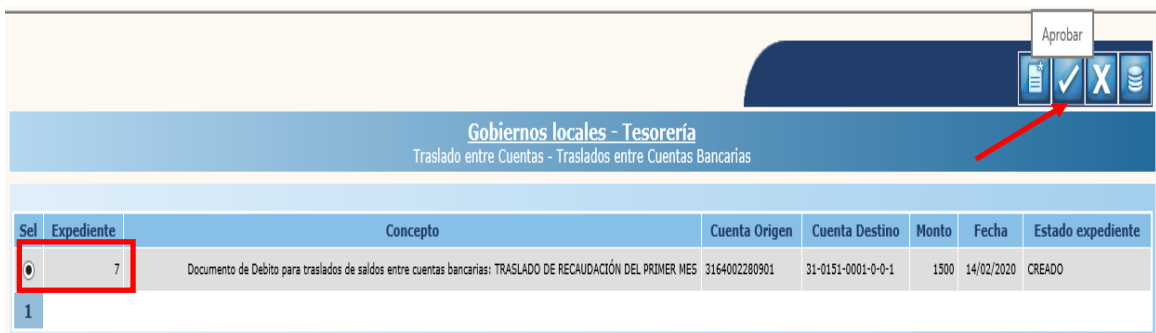 Aprobar
X
Gobiernos locales - Tesorería
Traslado entre Cuentas - Traslados entre Cuentas Bancarias
Sel Expediente Concepto Cuenta Origen Cuenta Destino Monto Fecha Estado expediente
7 Documento de Debito para traslados de saldos entre cuentas bancarias: TRASLADO DE RECAUDACIÓN DEL PRIMER MES 3164002280901 31-0151-0001-0-0-1 1500 14/02/2020 CREADO
1